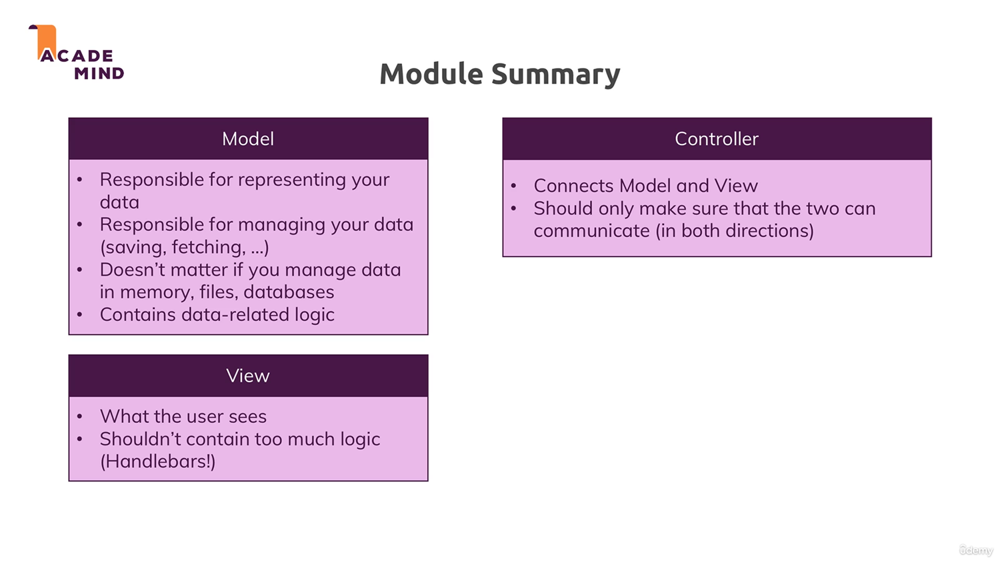 ACADE
MIND
Module Summary
Model
• Responsible for representing your
data
• Responsible for managing your data
(saving, fetching, ...)
• Doesn’t matter if you manage data
in memory, files, databases
• Contains data-related logic
View
• What the user sees
• Shouldn’t contain too much logic
(Handlebars!)
Controller
• Connects Model and View
• Should only make sure that the two can
communicate (in both directions)
ûdemy